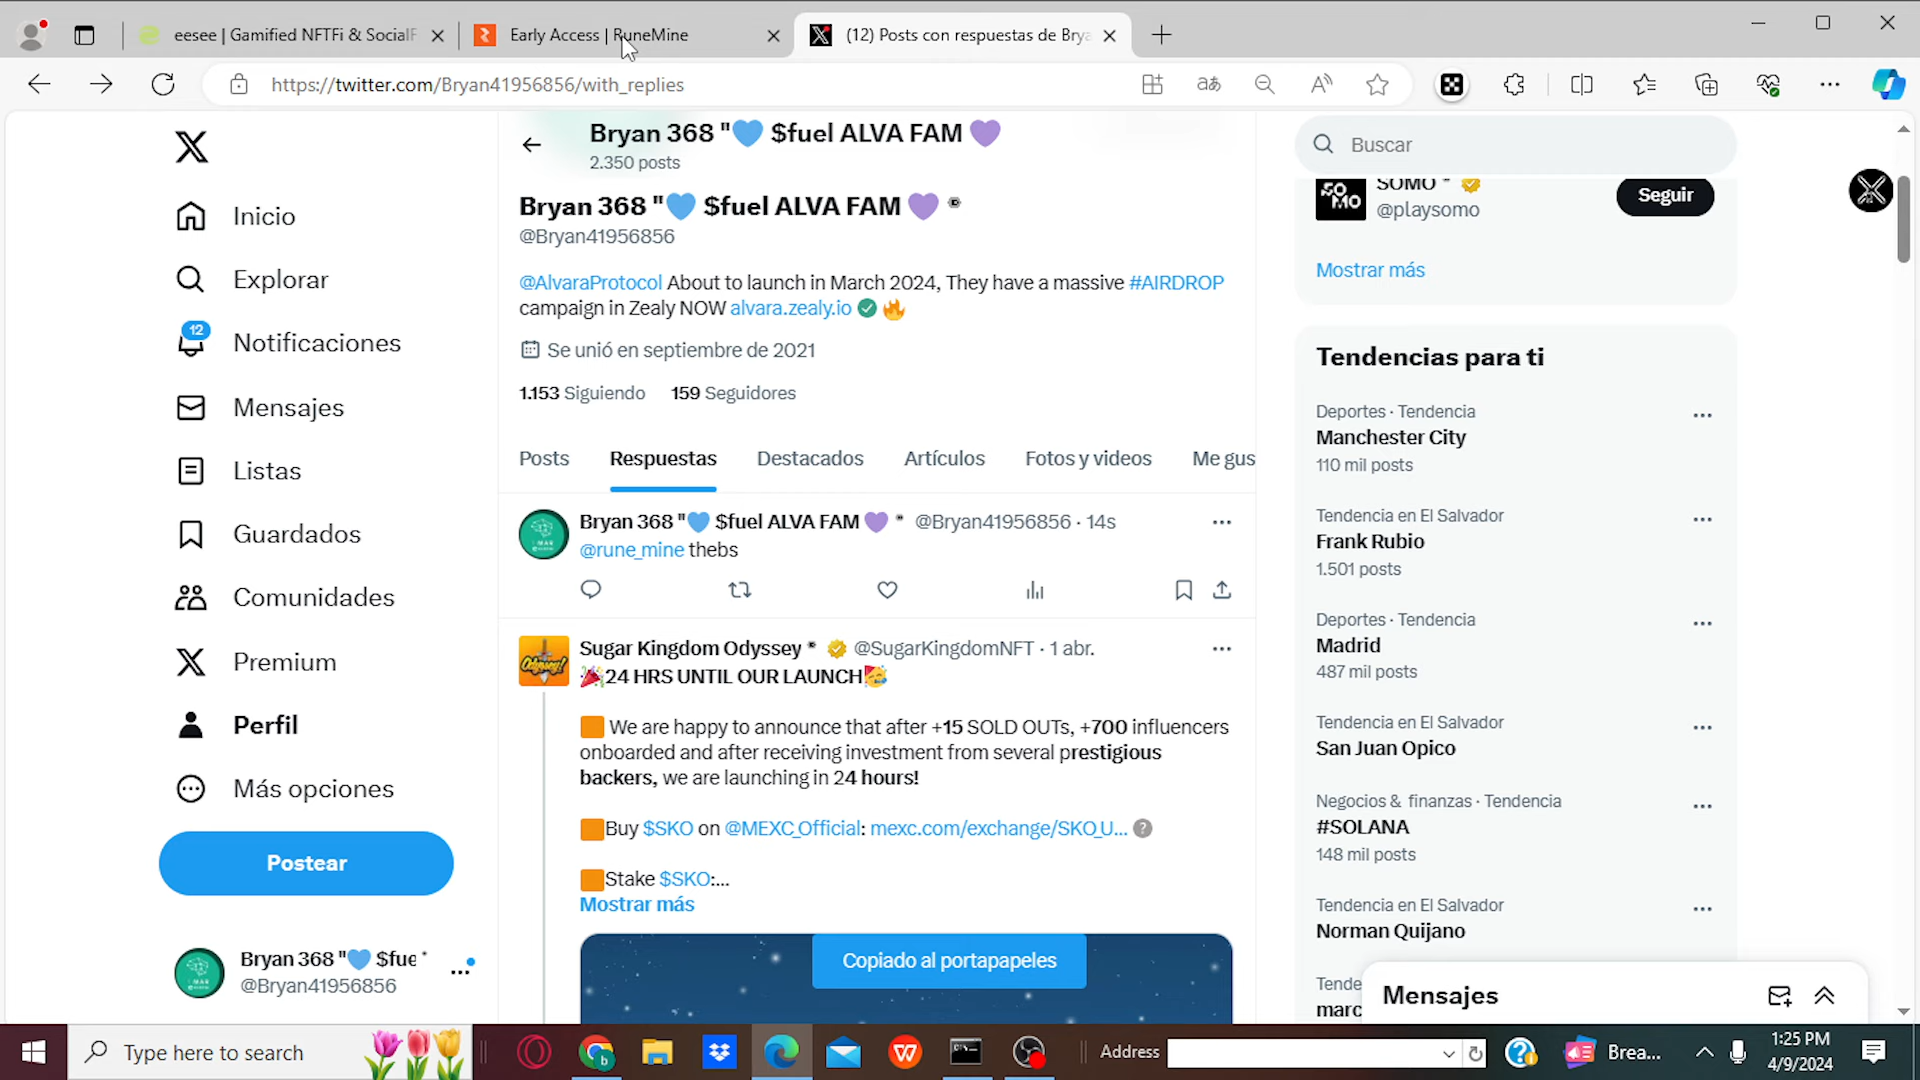 eesee | Gamified NFTFi & SocialF
Early Access | RuneMine
(12) Posts con respuestas de Brya
https://twitter.com/Bryan41956856/with_replies
Inicio
Explorar
12
Notificaciones
Mensajes
Listas
Guardados
Comunidades
Premium
Perfil
Más opciones
Postear
Bryan 368 "💙 $fue
@Bryan41956856
Bryan 368 "💙 $fuel ALVA FAM 💜
2.350 posts
Bryan 368 "💙 $fuel ALVA FAM 💜
@Bryan41956856
@AlvaraProtocol About to launch in March 2024, They have a massive #AIRDROP
campaign in Zealy NOW alvara.zealy.io ✅ 🔥
Se unió en septiembre de 2021
1.153 Siguiendo 159 Seguidores
Posts Respuestas Destacados Artículos Fotos y videos Me gus
Bryan 368 "💙 $fuel ALVA FAM 💜 @Bryan41956856 · 14s
@rune_mine thebs
Sugar Kingdom Odyssey @SugarKingdomNFT · 1 abr.
🎉24 HRS UNTIL OUR LAUNCH🥳
🟧 We are happy to announce that after +15 SOLD OUTs, +700 influencers
onboarded and after receiving investment from several prestigious
backers, we are launching in 24 hours!
🟧Buy $SKO on @MEXC_Official: mexc.com/exchange/SKO_U...
🟧Stake $SKO:...
Mostrar más
Copiado al portapapeles
Buscar
SOMO
@playsomo
Seguir
Mostrar más
Tendencias para ti
Deportes · Tendencia
Manchester City
110 mil posts
Tendencia en El Salvador
Frank Rubio
1.501 posts
Deportes · Tendencia
Madrid
487 mil posts
Tendencia en El Salvador
San Juan Opico
Negocios & finanzas · Tendencia
#SOLANA
148 mil posts
Tendencia en El Salvador
Norman Quijano
Tende
marc
Mensajes
Type here to search
Address
Brea...
1:25 PM
4/9/2024